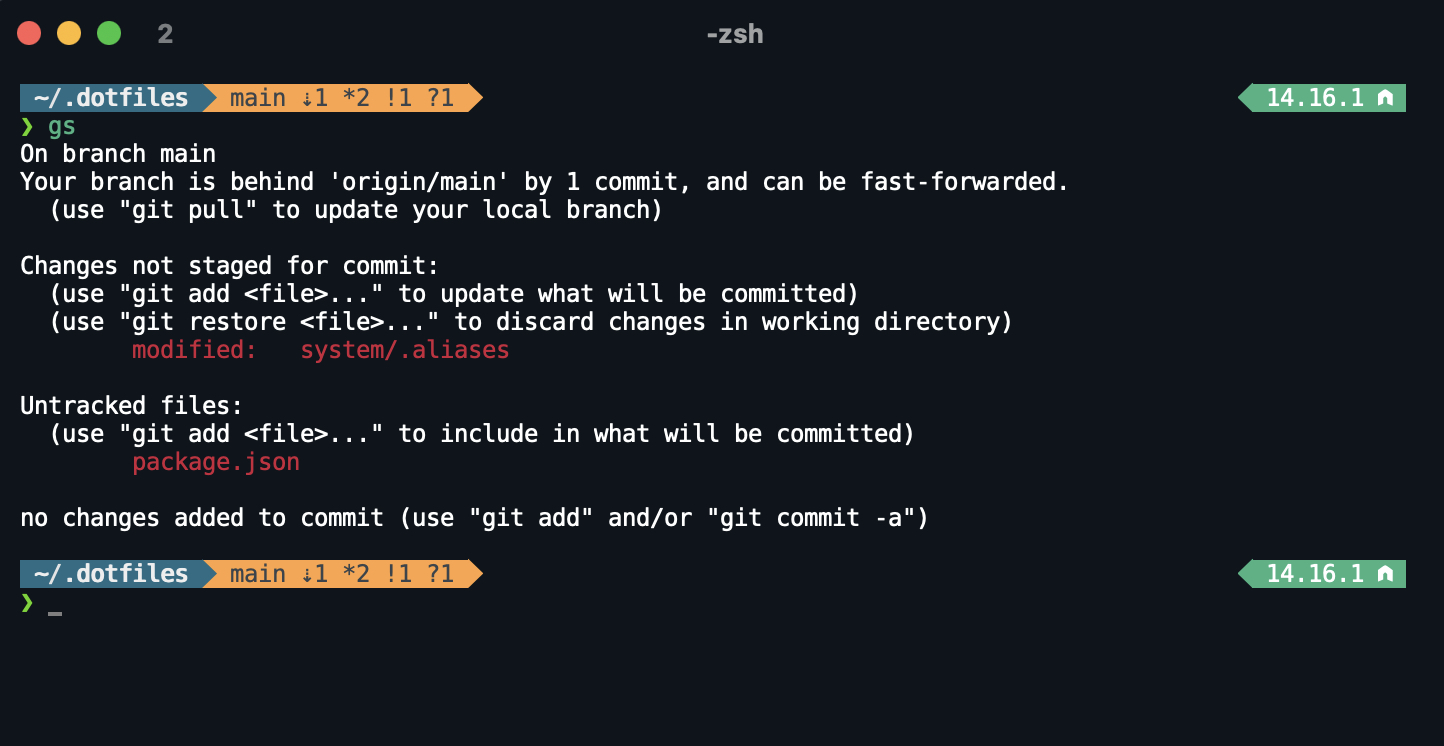 2 -zsh
~/.dotfiles main ⇣1 *2 !1 ?1 14.16.1
❯ gs
On branch main
Your branch is behind 'origin/main' by 1 commit, and can be fast-forwarded.
  (use "git pull" to update your local branch)
Changes not staged for commit:
  (use "git add <file>..." to update what will be committed)
  (use "git restore <file>..." to discard changes in working directory)
        modified:   system/.aliases
Untracked files:
  (use "git add <file>..." to include in what will be committed)
        package.json
no changes added to commit (use "git add" and/or "git commit -a")
~/.dotfiles main ⇣1 *2 !1 ?1 14.16.1
❯ _